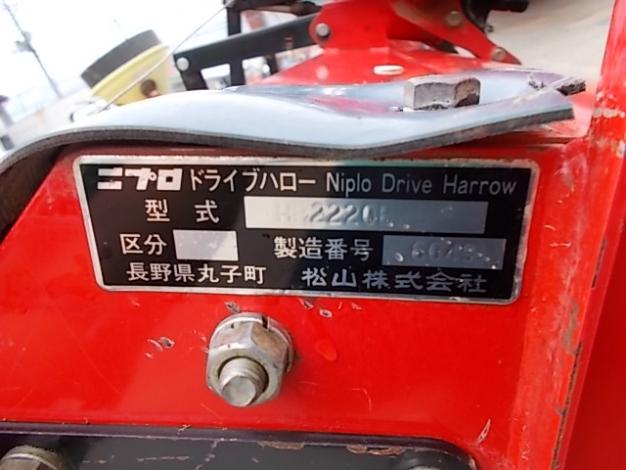 ニプロ ドライブハロー Niplo Drive Harrow
型式
区分 製造番号
長野県丸子町 松山株式会社